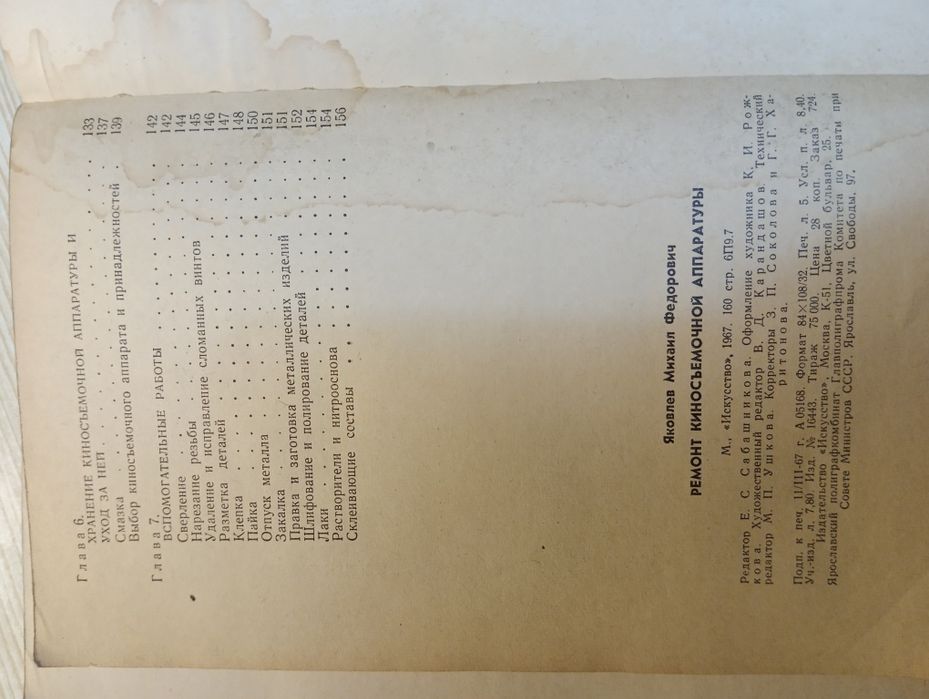 Глава 6.
ХРАНЕНИЕ КИНОСЪЕМОЧНОЙ АППАРАТУРЫ И
УХОД ЗА НЕЙ . . . . . . . . . . 133
Смазка . . . . . . . . . . 137
Выбор киносъемочного аппарата и принадлежностей . 139
Глава 7.
ВСПОМОГАТЕЛЬНЫЕ РАБОТЫ . . . . . . . 142
Сверление . . . . . . . . . . 142
Нарезание резьбы . . . . . . . . 144
Удаление и исправление сломанных винтов . . . 145
Разметка деталей . . . . . . . . 146
Клепка . . . . . . . . . . 147
Пайка . . . . . . . . . . 148
Отпуск металла . . . . . . . . 150
Закалка . . . . . . . . . . 151
Правка и заготовка металлических изделий . . . 151
Шлифование и полирование деталей . . . . 152
Лаки . . . . . . . . . . 154
Растворители и нитрооснова . . . . . . 154
Склеивающие составы . . . . . . . 156
Яковлев Михаил Федорович
РЕМОНТ КИНОСЪЕМОЧНОЙ АППАРАТУРЫ
М., «Искусство», 1967. 160 стр. 6П9.7
Редактор Е. С. Сабашникова. Оформление художника К. И. Рож-
кова. Художественный редактор В. Д. Карандашов. Технический
редактор М. П. Ушкова. Корректоры З. П. Соколова и Г. Г. Ха-
ритонова.
Подп. к печ. 11/III-67 г. А 05168. Формат 84×108/32. Печ. л. 5. Усл. п. л. 8,40.
Уч.-изд. л. 7,80. Изд. № 16443. Тираж 75 000. Цена 28 коп. Заказ 724.
Издательство «Искусство», Москва, К-51, Цветной бульвар, 25.
Ярославский полиграфкомбинат Главполиграфпрома Комитета по печати при
Совете Министров СССР. Ярославль, ул. Свободы, 97.